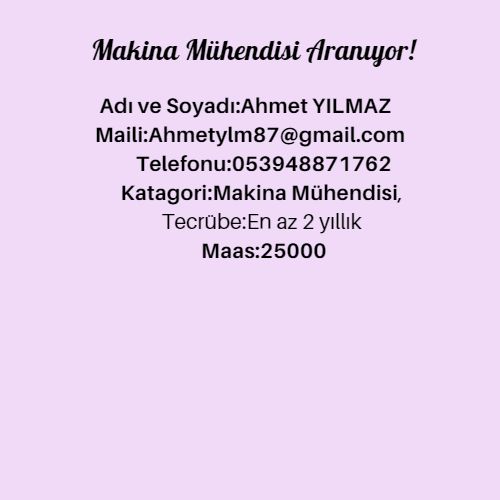 Makina Mühendisi Aranıyor!
Adı ve Soyadı:Ahmet YILMAZ
Maili:Ahmetylm87@gmail.com
Telefonu:053948871762
Katagori:Makina Mühendisi,
Tecrübe:En az 2 yıllık
Maas:25000